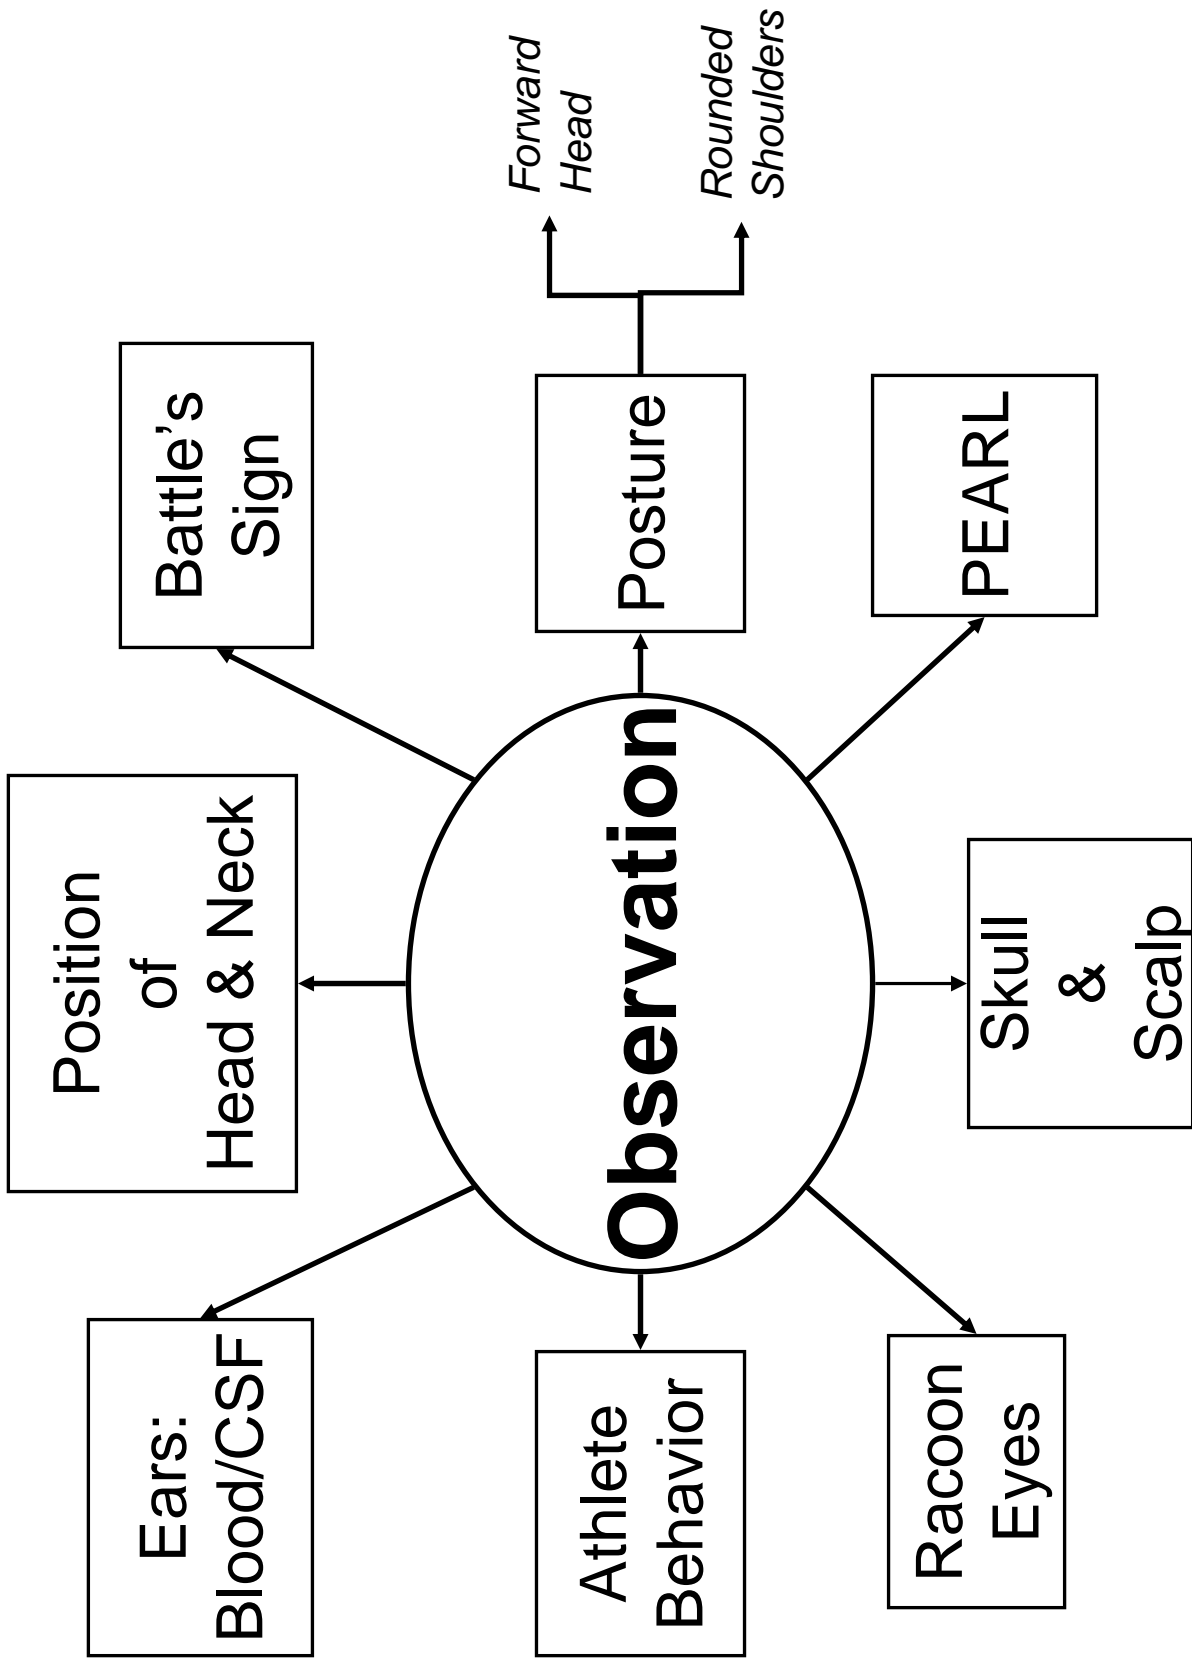 Ears:
Blood/CSF
Position
of
Head & Neck
Battle’s
Sign
Athlete
Behavior
Observation
Posture
Forward
Head
Rounded
Shoulders
Racoon
Eyes
Skull
&
Scalp
PEARL